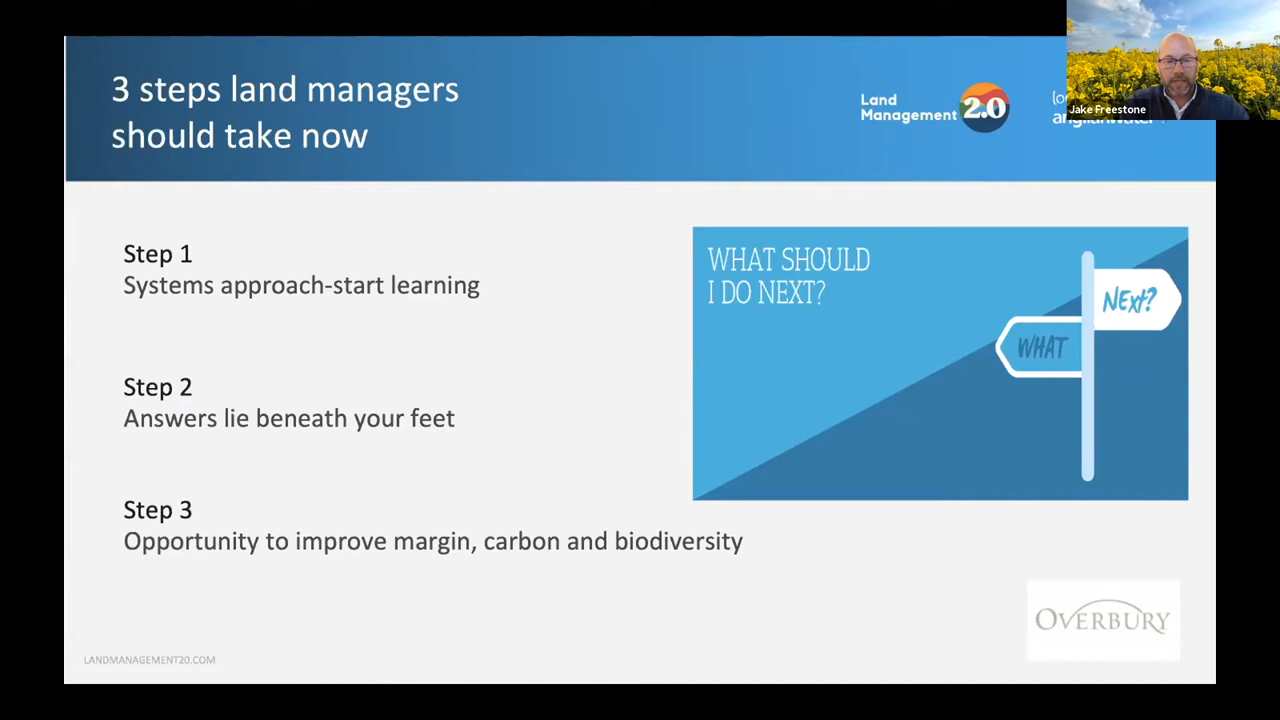 3 steps land managers
should take now
Land
Management 2.0
Jake Freestone
Step 1
Systems approach-start learning
Step 2
Answers lie beneath your feet
Step 3
Opportunity to improve margin, carbon and biodiversity
WHAT SHOULD
I DO NEXT?
NEXT?
WHAT
OVERBURY
LANDMANAGEMENT20.COM